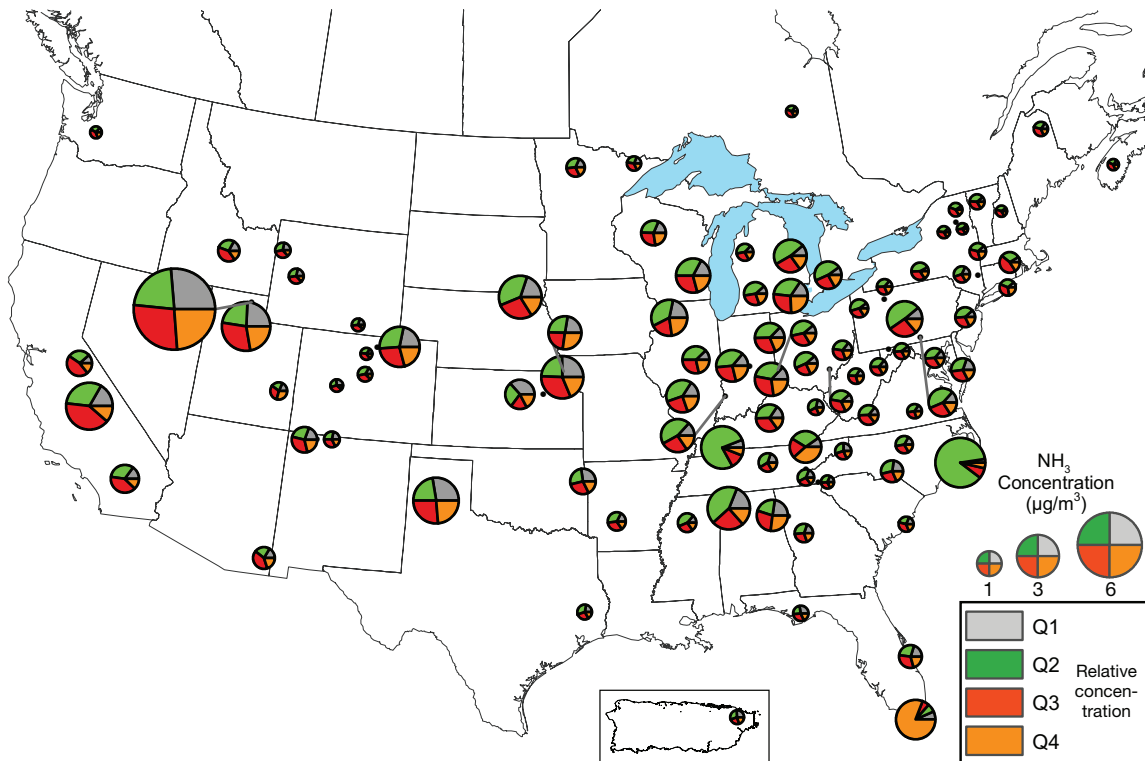 NH₃
Concentration
(µg/m³)
1 3 6
Q1
Q2
Q3
Q4
Relative
concen-
tration